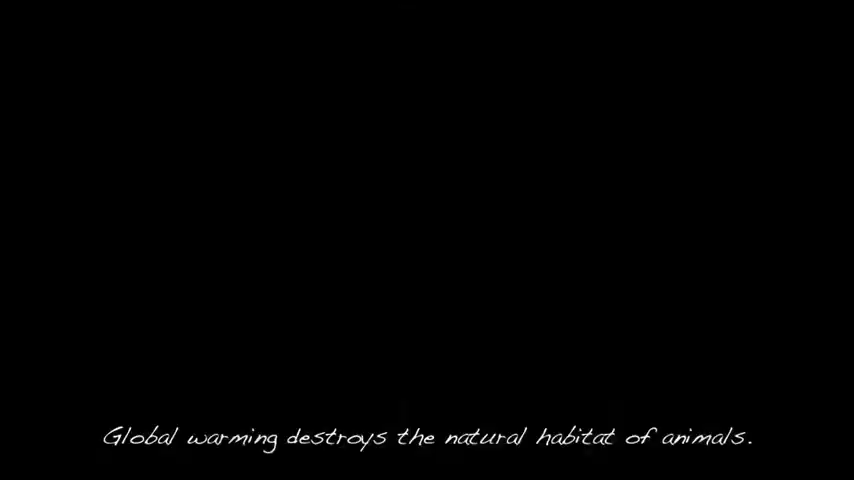 Global warming destroys the natural habitat of animals.